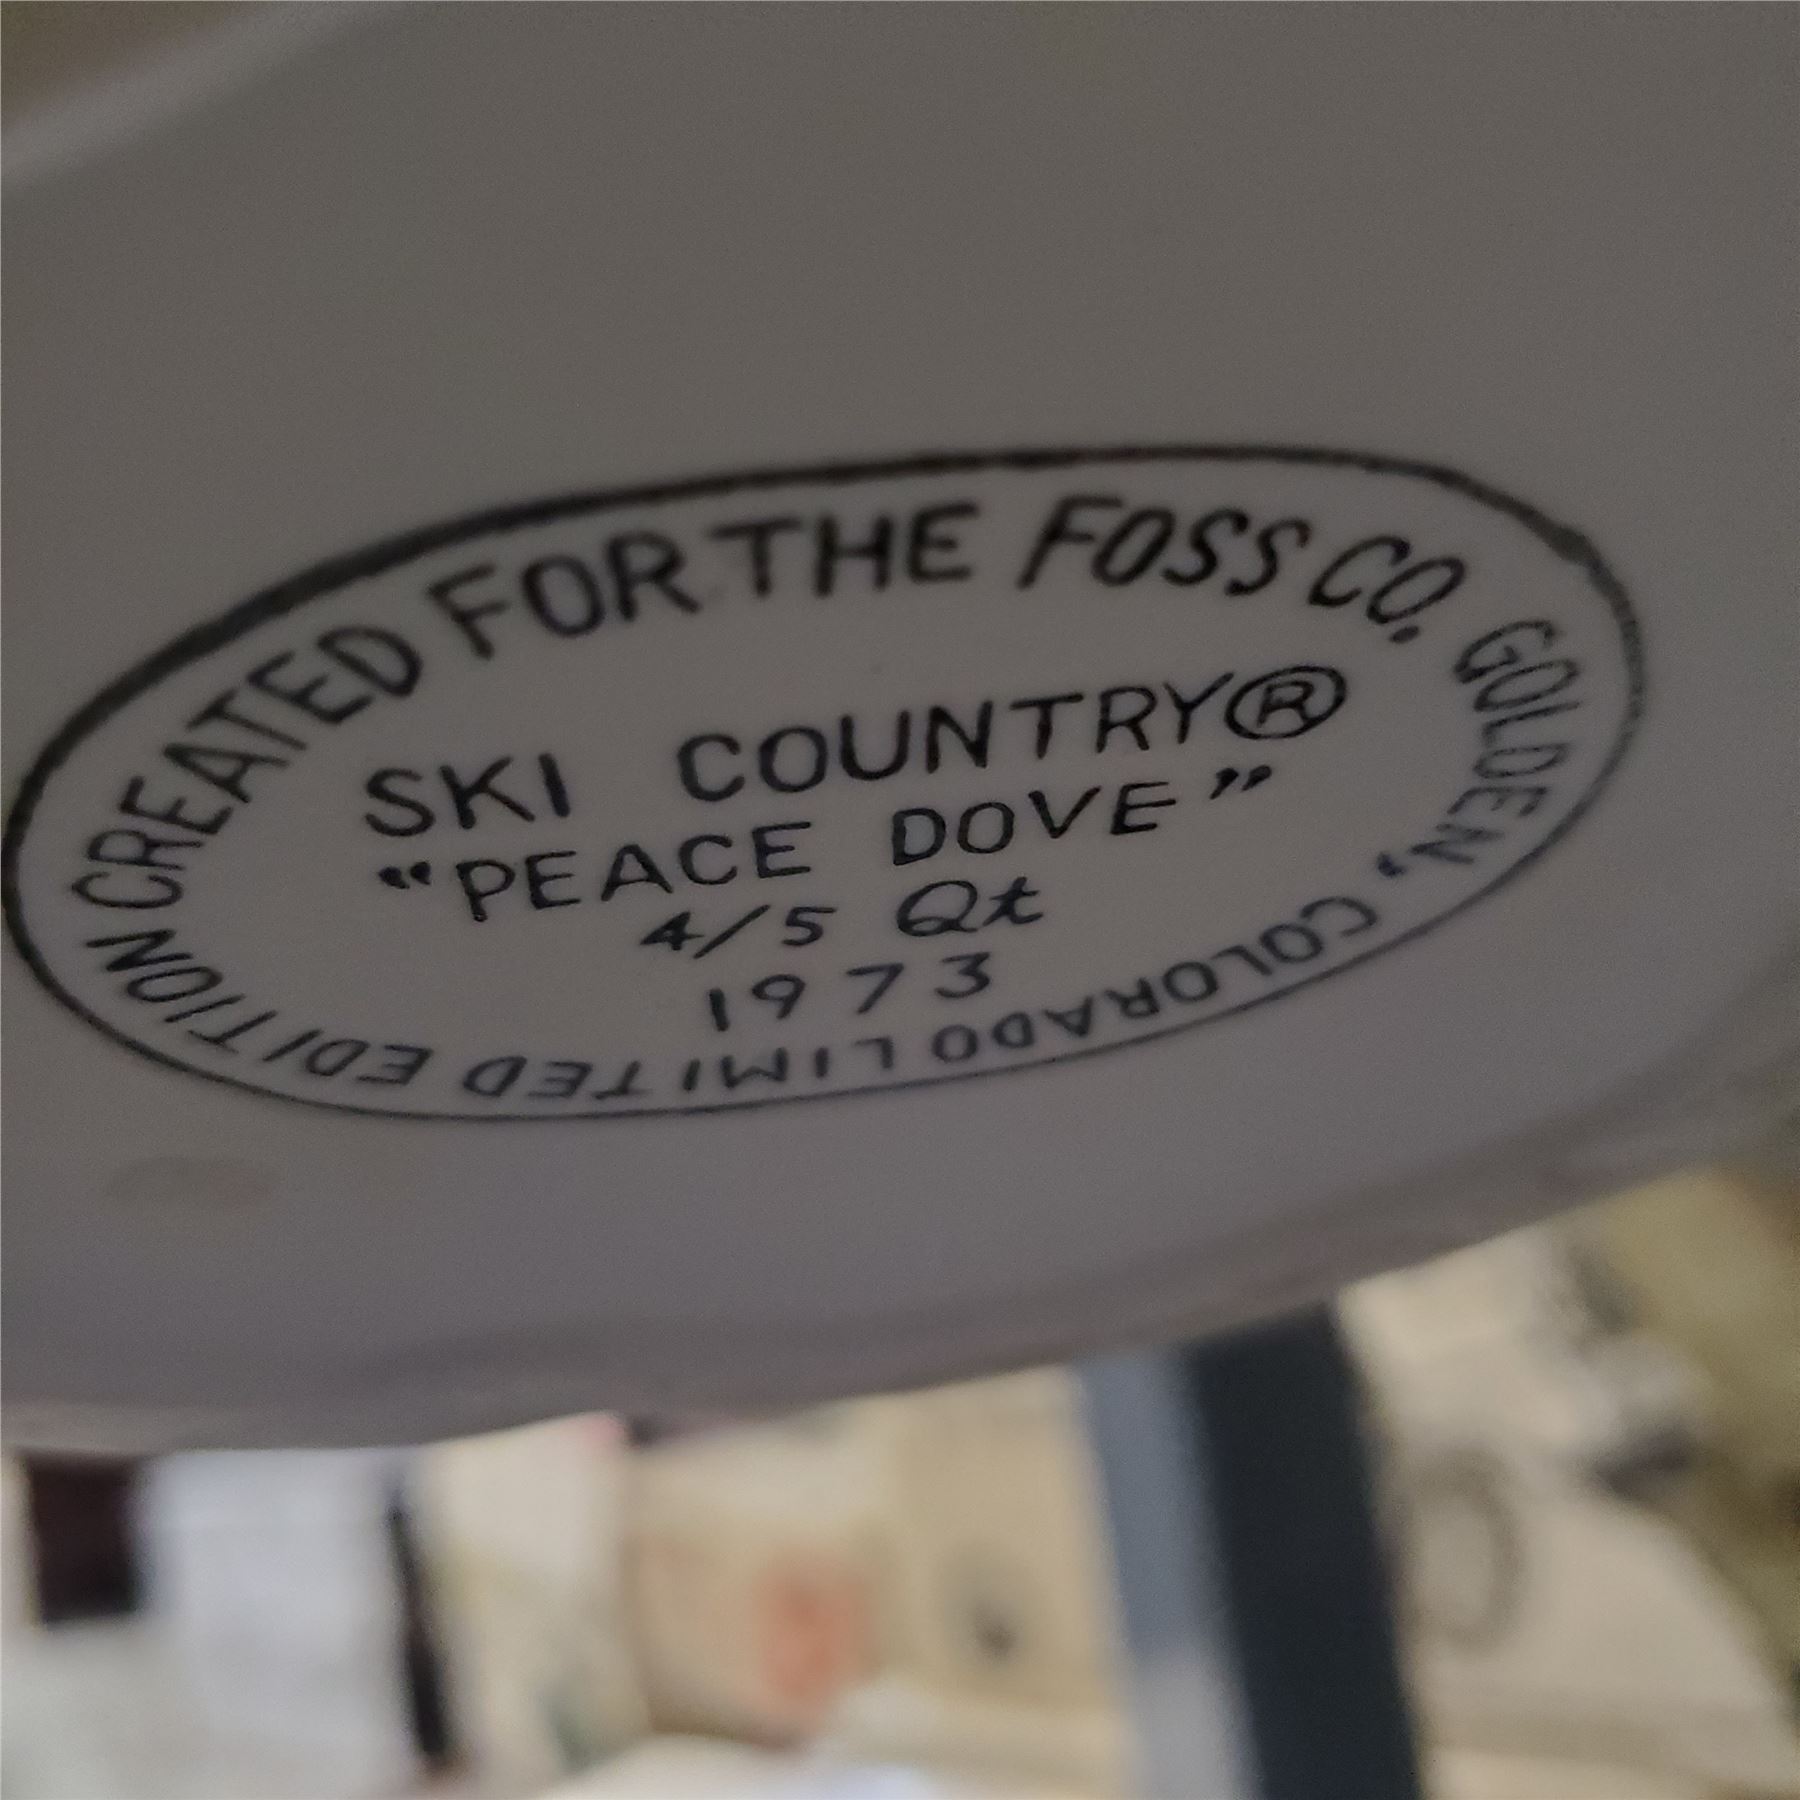 CREATED FOR THE FOSS CO. GOLDEN, COLORADO LIMITED EDITION
SKI COUNTRY®
“PEACE DOVE”
4/5 Qt
1973